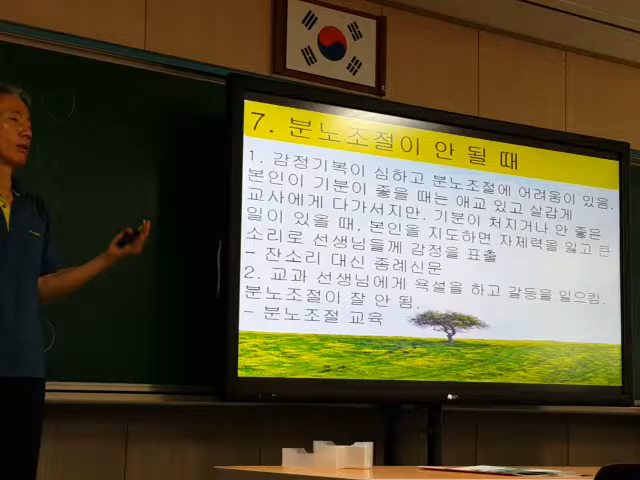 7. 분노조절이 안 될 때
1. 감정기복이 심하고 분노조절에 어려움이 있음.
본인이 기분이 좋을 때는 애교 있고 살갑게
교사에게 다가서지만, 기분이 처지거나 안 좋은
일이 있을 때, 본인을 지도하면 자제력을 잃고 큰
소리로 선생님들께 감정을 표출
- 잔소리 대신 종례신문
2. 교과 선생님에게 욕설을 하고 갈등을 일으킴.
분노조절이 잘 안 됨.
- 분노조절 교육